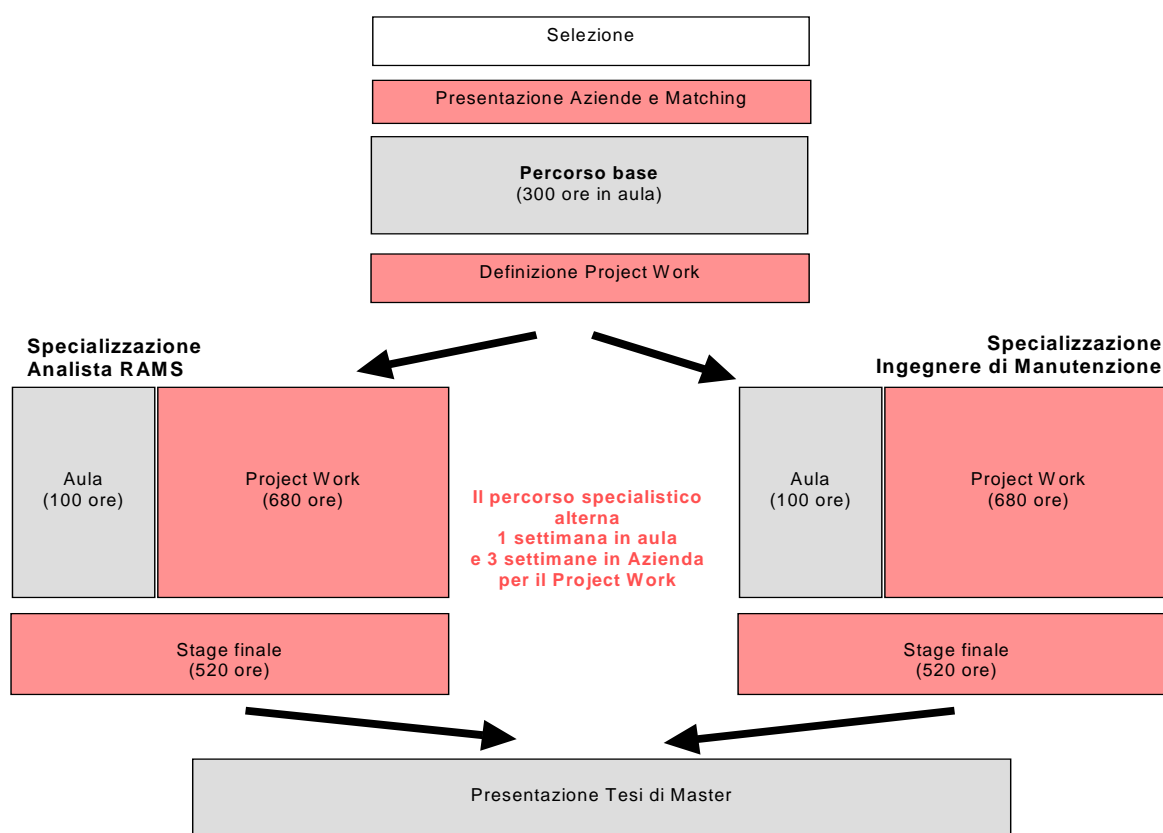 Selezione
Presentazione Aziende e Matching
Percorso base
(300 ore in aula)
Definizione Project Work
Specializzazione
Analista RAMS
Specializzazione
Ingegnere di Manutenzione
Aula
(100 ore)
Project Work
(680 ore)
Il percorso specialistico
alterna
1 settimana in aula
e 3 settimane in Azienda
per il Project Work
Aula
(100 ore)
Project Work
(680 ore)
Stage finale
(520 ore)
Stage finale
(520 ore)
Presentazione Tesi di Master